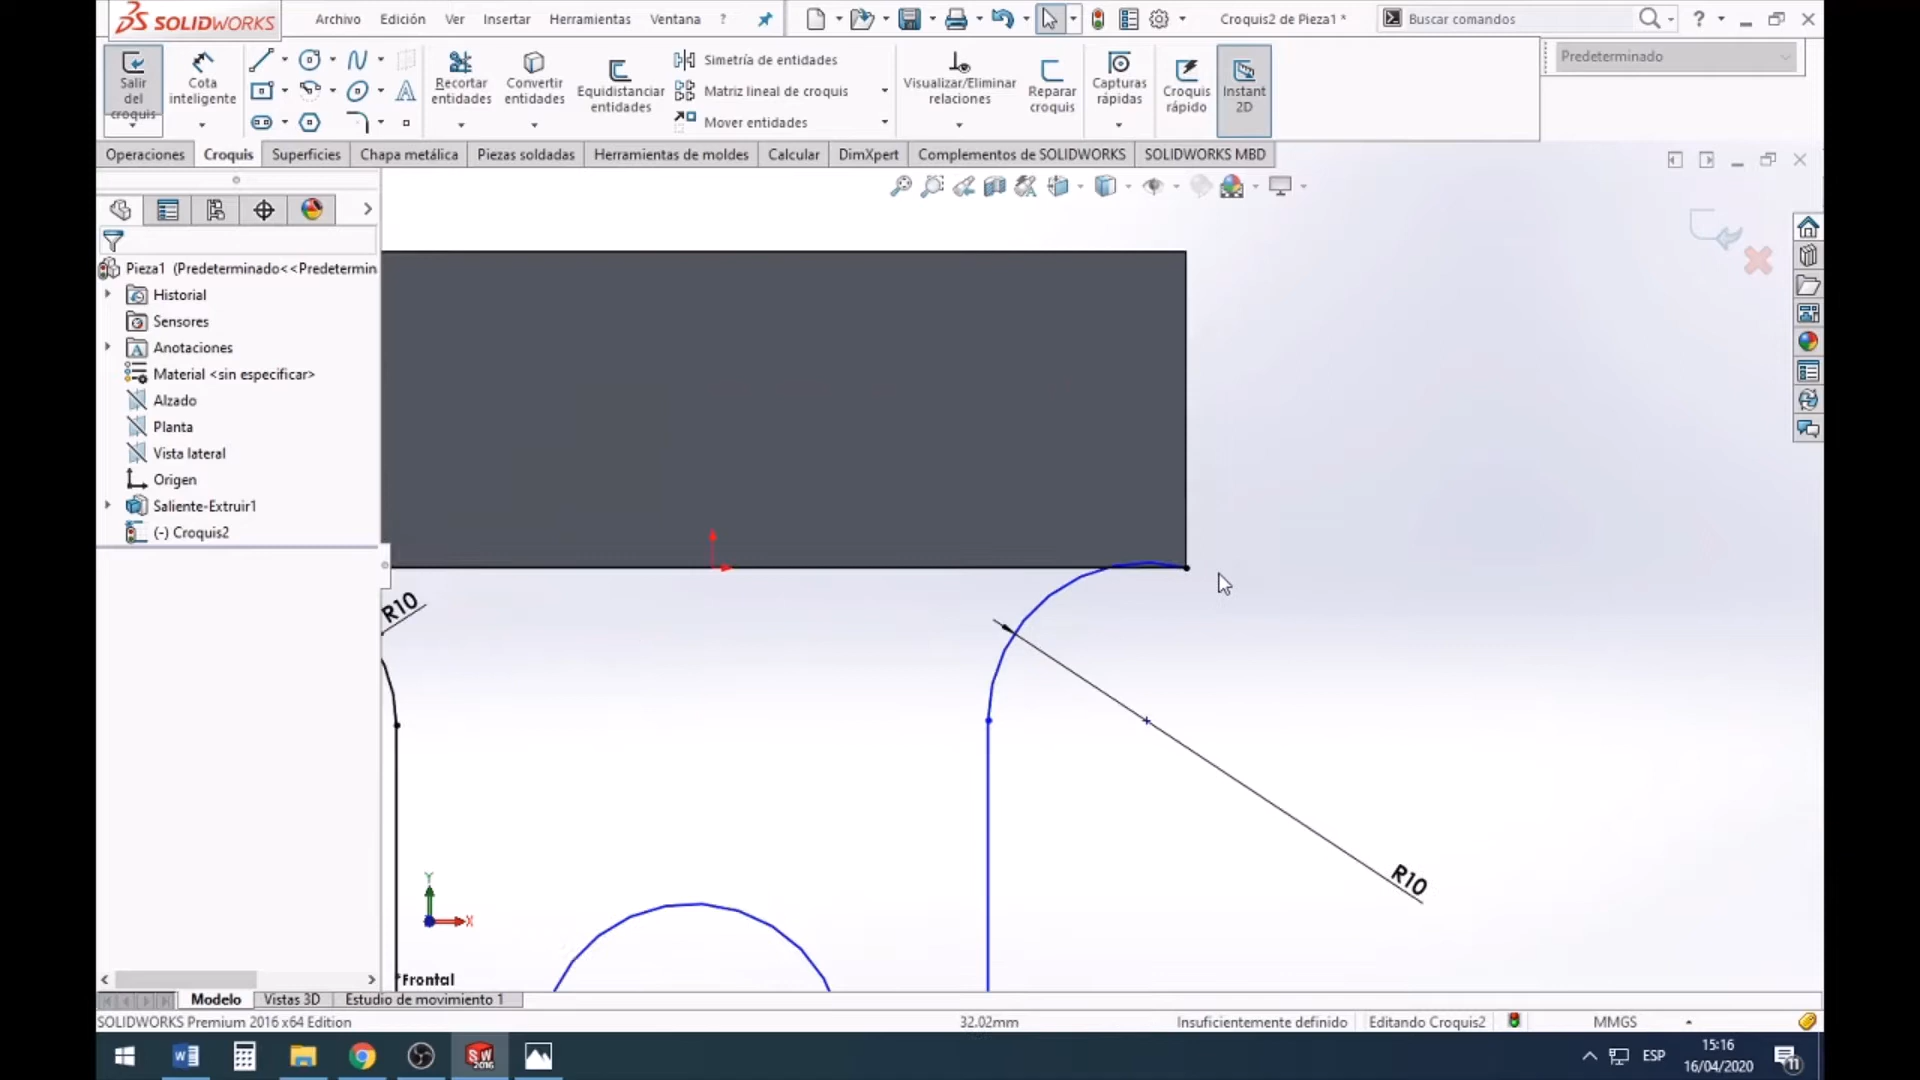 SOLIDWORKS
Archivo
Edición
Ver
Insertar
Herramientas
Ventana
?
Croquis2 de Pieza1 *
Buscar comandos
?
Salir
del
croquis
Cota
inteligente
Recortar
entidades
Convertir
entidades
Equidistanciar
entidades
Simetría de entidades
Matriz lineal de croquis
Mover entidades
Visualizar/Eliminar
relaciones
Reparar
croquis
Capturas
rápidas
Croquis
rápido
Instant
2D
Predeterminado
Operaciones
Croquis
Superficies
Chapa metálica
Piezas soldadas
Herramientas de moldes
Calcular
DimXpert
Complementos de SOLIDWORKS
SOLIDWORKS MBD
Pieza1 (Predeterminado<<Predetermin
Historial
Sensores
Anotaciones
Material <sin especificar>
Alzado
Planta
Vista lateral
Origen
Saliente-Extruir1
(-) Croquis2
R10
R10
Y
X
*Frontal
Modelo
Vistas 3D
Estudio de movimiento 1
SOLIDWORKS Premium 2016 x64 Edition
32.02mm
Insuficientemente definido
Editando Croquis2
MMGS
ESP
15:16
16/04/2020
11